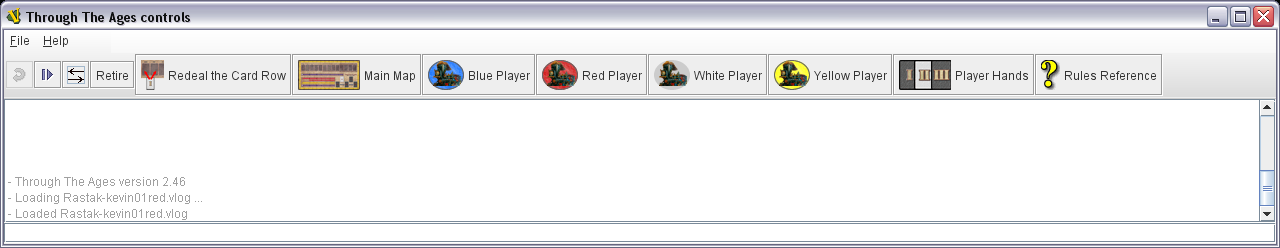 Through The Ages controls
File Help
Retire Redeal the Card Row Main Map Blue Player Red Player White Player Yellow Player I II III Player Hands ? Rules Reference
- Through The Ages version 2.46
- Loading Rastak-kevin01red.vlog ...
- Loaded Rastak-kevin01red.vlog